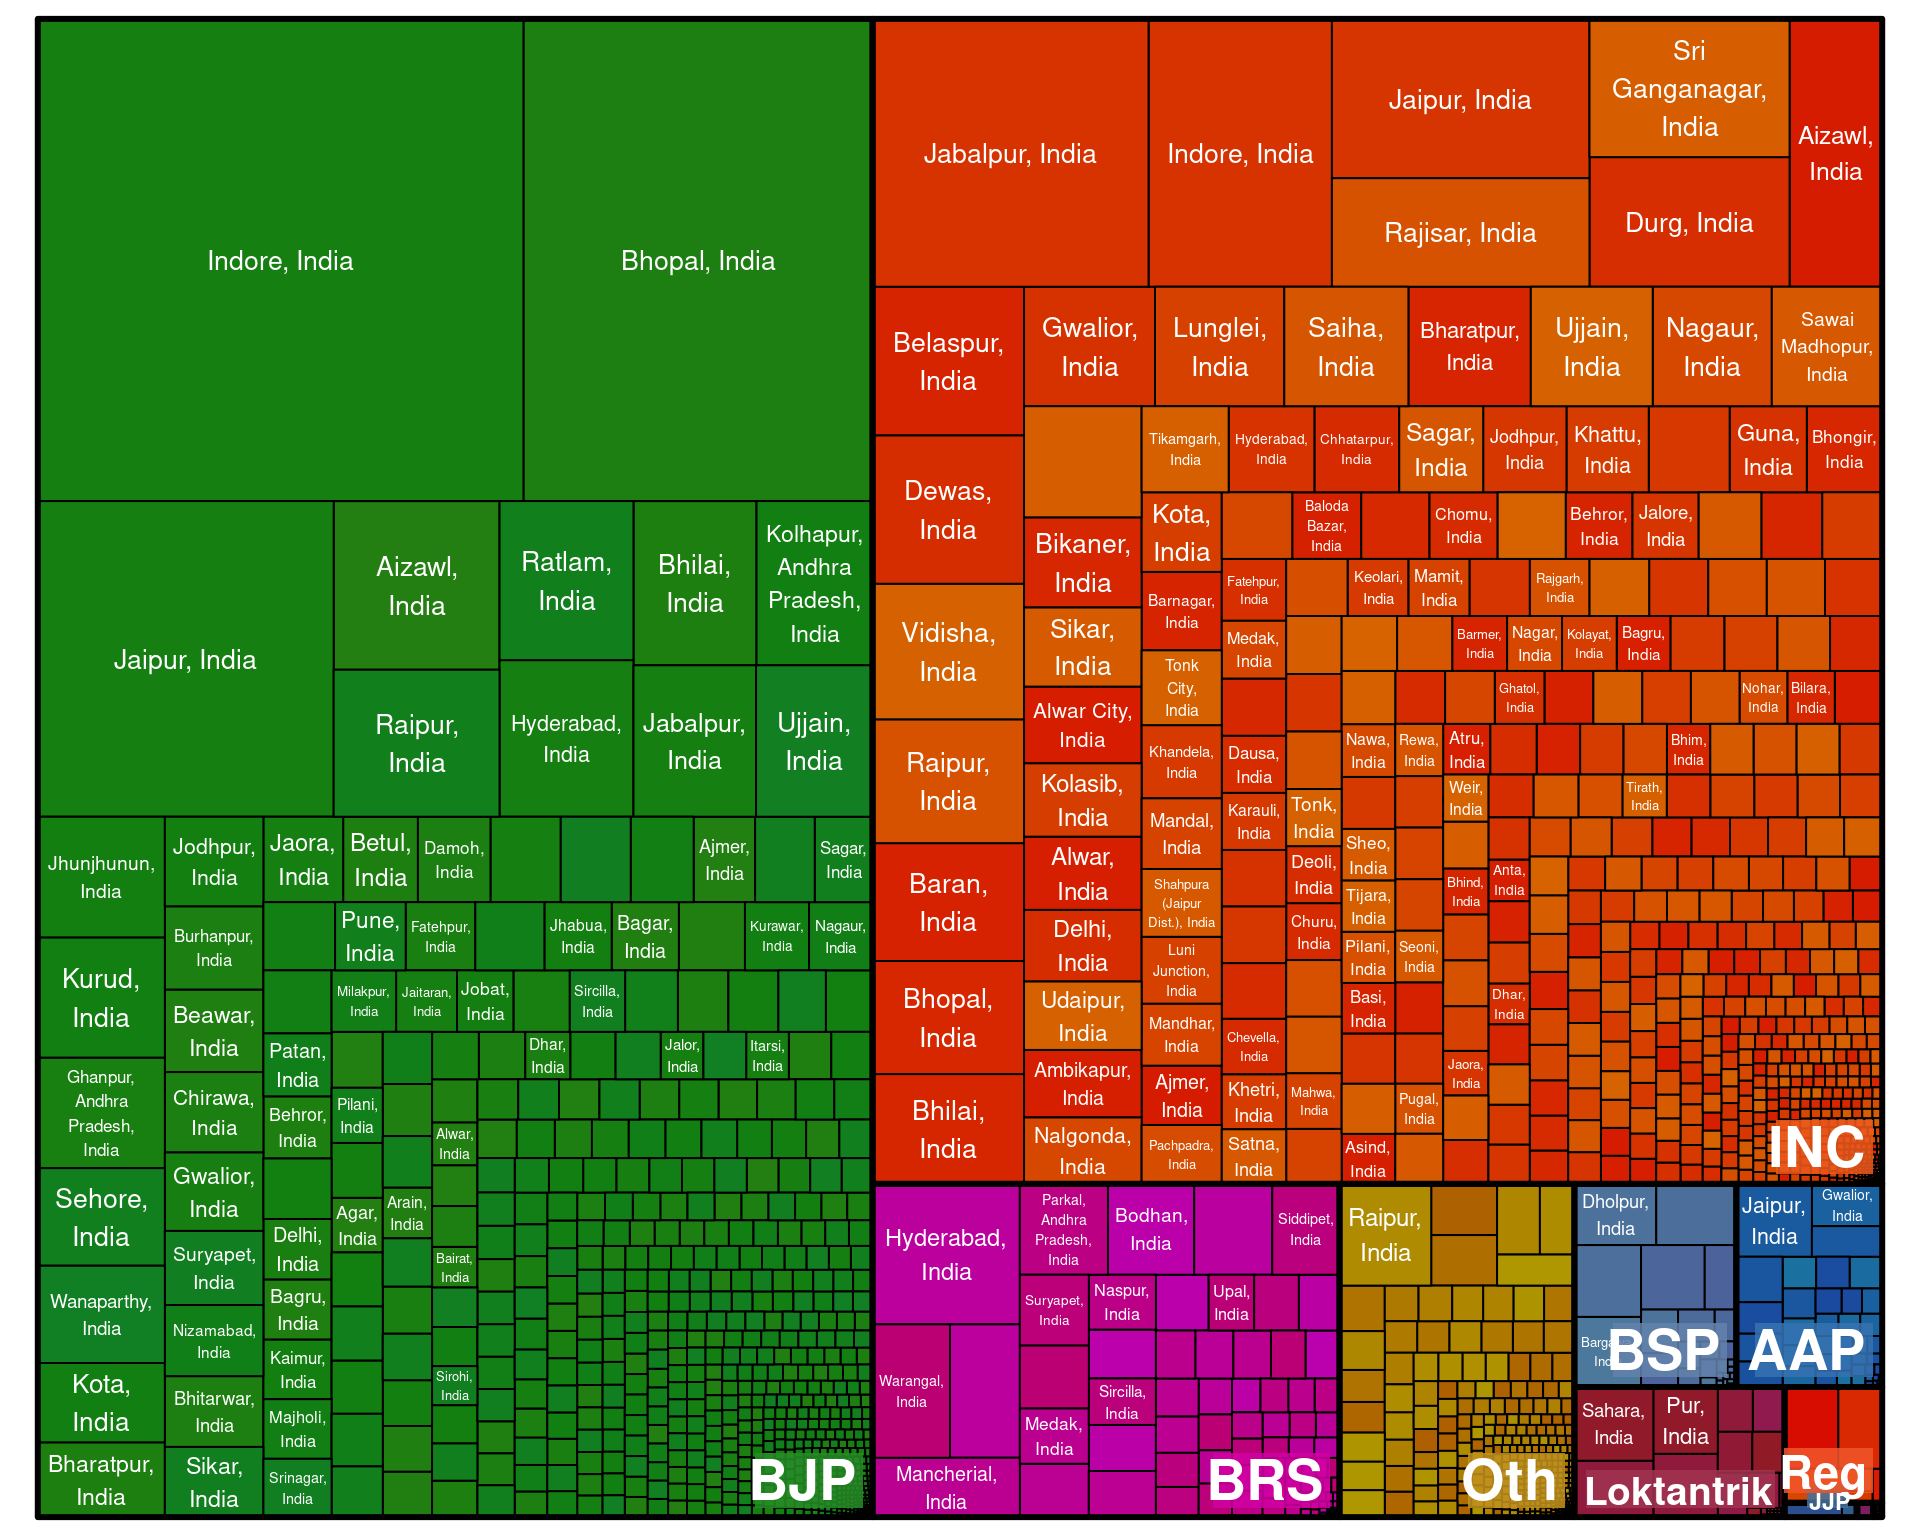 Indore, India
Bhopal, India
Jaipur, India
Aizawl,
India
Raipur,
India
Ratlam,
India
Hyderabad,
India
Bhilai,
India
Jabalpur,
India
Kolhapur,
Andhra
Pradesh,
India
Ujjain,
India
Jhunjhunun,
India
Kurud,
India
Ghanpur,
Andhra
Pradesh,
India
Sehore,
India
Wanaparthy,
India
Kota,
India
Bharatpur,
India
Jodhpur,
India
Burhanpur,
India
Beawar,
India
Chirawa,
India
Gwalior,
India
Suryapet,
India
Nizamabad,
India
Bhitarwar,
India
Sikar,
India
Jaora,
India
Betul,
India
Damoh,
India
Ajmer,
India
Sagar,
India
Pune,
India
Fatehpur,
India
Jhabua,
India
Bagar,
India
Kurawar,
India
Nagaur,
India
Milakpur,
India
Jaitaran,
India
Jobat,
India
Sircilla,
India
Patan,
India
Behror,
India
Delhi,
India
Bagru,
India
Kaimur,
India
Majholi,
India
Srinagar,
India
Dhar,
India
Jalor,
India
Itarsi,
India
Pilani,
India
Agar,
India
Arain,
India
Alwar,
India
Bairat,
India
Sirohi,
India
BJP
Jabalpur, India
Indore, India
Jaipur, India
Rajisar, India
Sri
Ganganagar,
India
Durg, India
Aizawl,
India
Belaspur,
India
Dewas,
India
Vidisha,
India
Raipur,
India
Baran,
India
Bhopal,
India
Bhilai,
India
Gwalior,
India
Lunglei,
India
Saiha,
India
Bharatpur,
India
Ujjain,
India
Nagaur,
India
Sawai
Madhopur,
India
Bikaner,
India
Sikar,
India
Alwar City,
India
Kolasib,
India
Alwar,
India
Delhi,
India
Udaipur,
India
Ambikapur,
India
Nalgonda,
India
Tikamgarh,
India
Hyderabad,
India
Chhatarpur,
India
Sagar,
India
Jodhpur,
India
Khattu,
India
Guna,
India
Bhongir,
India
Kota,
India
Barnagar,
India
Tonk
City,
India
Khandela,
India
Mandal,
India
Shahpura
(Jaipur
Dist.), India
Luni
Junction,
India
Mandhar,
India
Ajmer,
India
Pachpadra,
India
Baloda
Bazar,
India
Chomu,
India
Behror,
India
Jalore,
India
Fatehpur,
India
Medak,
India
Dausa,
India
Karauli,
India
Chevella,
India
Khetri,
India
Satna,
India
Keolari,
India
Mamit,
India
Rajgarh,
India
Tonk,
India
Deoli,
India
Churu,
India
Mahwa,
India
Barmer,
India
Nagar,
India
Kolayat,
India
Bagru,
India
Ghatol,
India
Nohar,
India
Bilara,
India
Nawa,
India
Rewa,
India
Atru,
India
Bhim,
India
Weir,
India
Tirath,
India
Sheo,
India
Tijara,
India
Pilani,
India
Basi,
India
Asind,
India
Seoni,
India
Pugal,
India
Bhind,
India
Jaora,
India
Anta,
India
Dhar,
India
INC
Hyderabad,
India
Warangal,
India
Mancherial,
India
Parkal,
Andhra
Pradesh,
India
Bodhan,
India
Siddipet,
India
Suryapet,
India
Medak,
India
Naspur,
India
Upal,
India
Sircilla,
India
BRS
Raipur,
India
Oth
Dholpur,
India
BSP
Jaipur,
India
Gwalior,
India
AAP
Sahara,
India
Pur,
India
Loktantrik
Reg
JJP